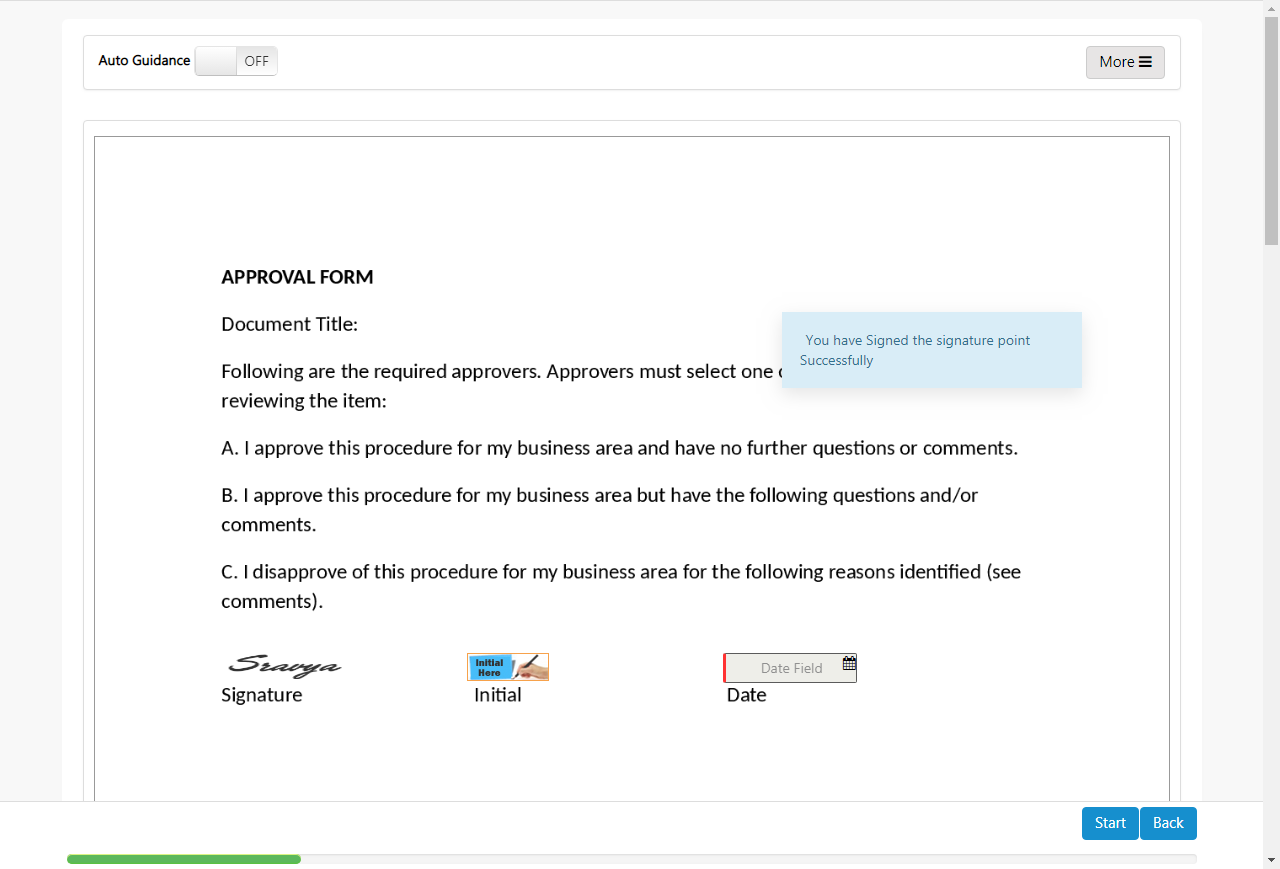 Auto Guidance OFF More
APPROVAL FORM
Document Title:
You have Signed the signature point
Successfully
Following are the required approvers. Approvers must select one
reviewing the item:
A. I approve this procedure for my business area and have no further questions or comments.
B. I approve this procedure for my business area but have the following questions and/or
comments.
C. I disapprove of this procedure for my business area for the following reasons identified (see
comments).
Sravya
Initial
Here
Date Field
Signature Initial Date
Start Back